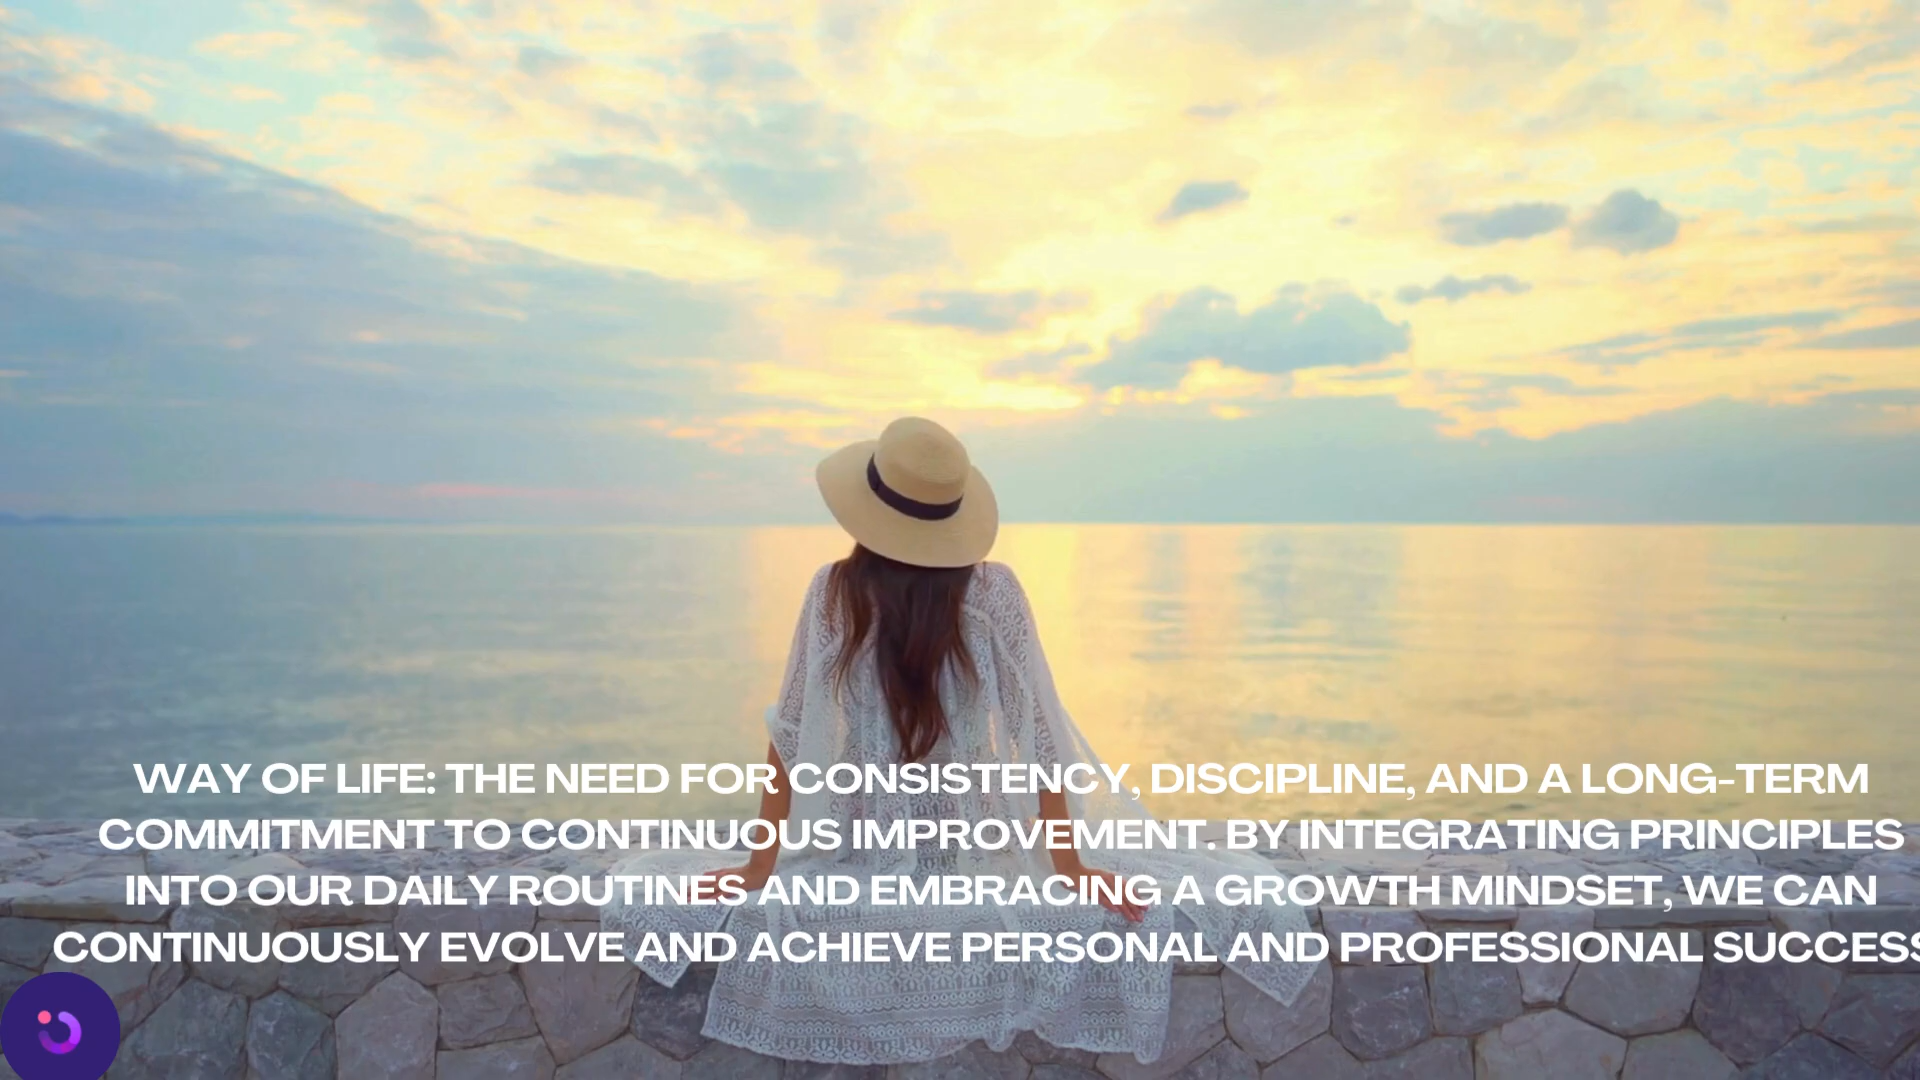 WAY OF LIFE: THE NEED FOR CONSISTENCY, DISCIPLINE, AND A LONG-TERM
COMMITMENT TO CONTINUOUS IMPROVEMENT. BY INTEGRATING PRINCIPLES
INTO OUR DAILY ROUTINES AND EMBRACING A GROWTH MINDSET, WE CAN
CONTINUOUSLY EVOLVE AND ACHIEVE PERSONAL AND PROFESSIONAL SUCCESS